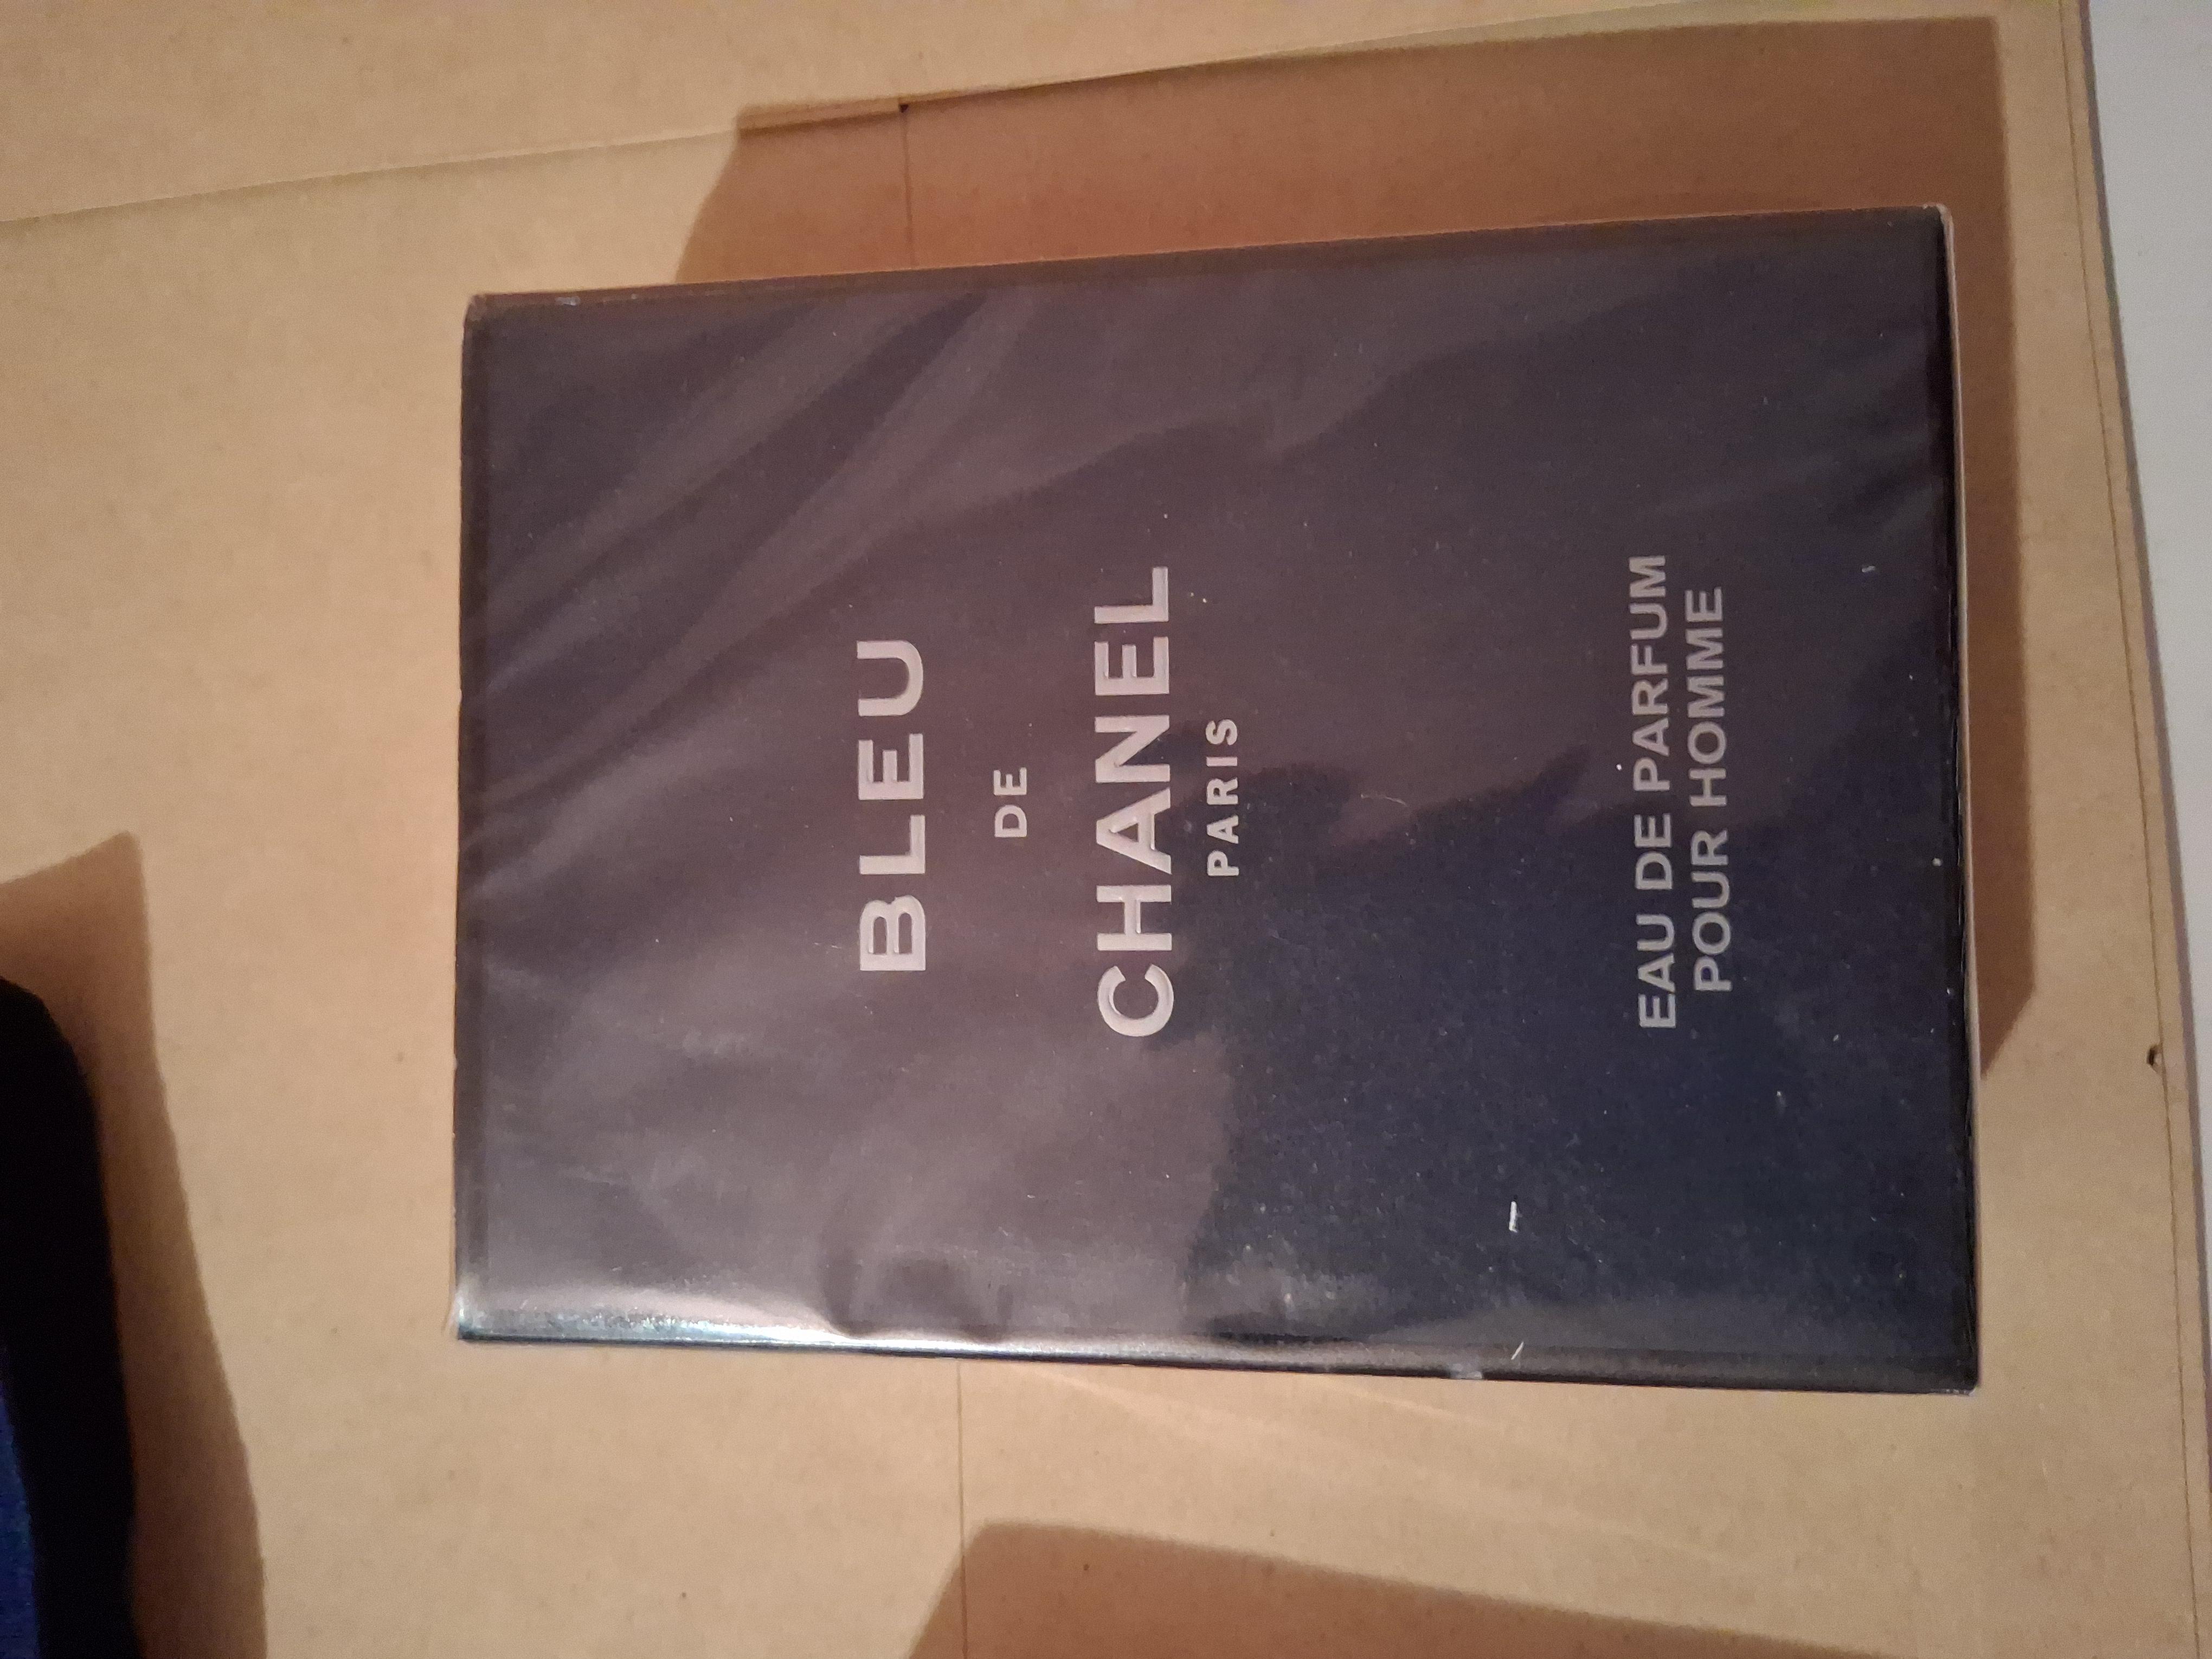 BLEU
DE
CHANEL
PARIS
EAU DE PARFUM
POUR HOMME